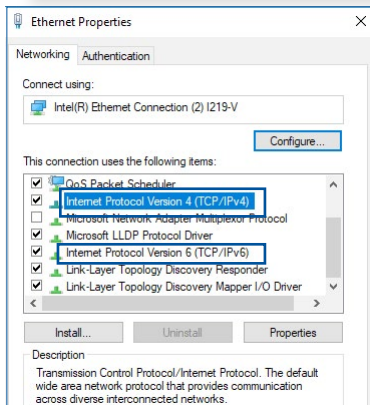 Ethernet Properties
Networking Authentication
Connect using:
Intel(R) Ethernet Connection (2) I219-V
Configure...
This connection uses the following items:
QoS Packet Scheduler
Internet Protocol Version 4 (TCP/IPv4)
Microsoft Network Adapter Multiplexor Protocol
Microsoft LLDP Protocol Driver
Internet Protocol Version 6 (TCP/IPv6)
Link-Layer Topology Discovery Responder
Link-Layer Topology Discovery Mapper I/O Driver
Install... Uninstall Properties
Description
Transmission Control Protocol/Internet Protocol. The default
wide area network protocol that provides communication
across diverse interconnected networks.